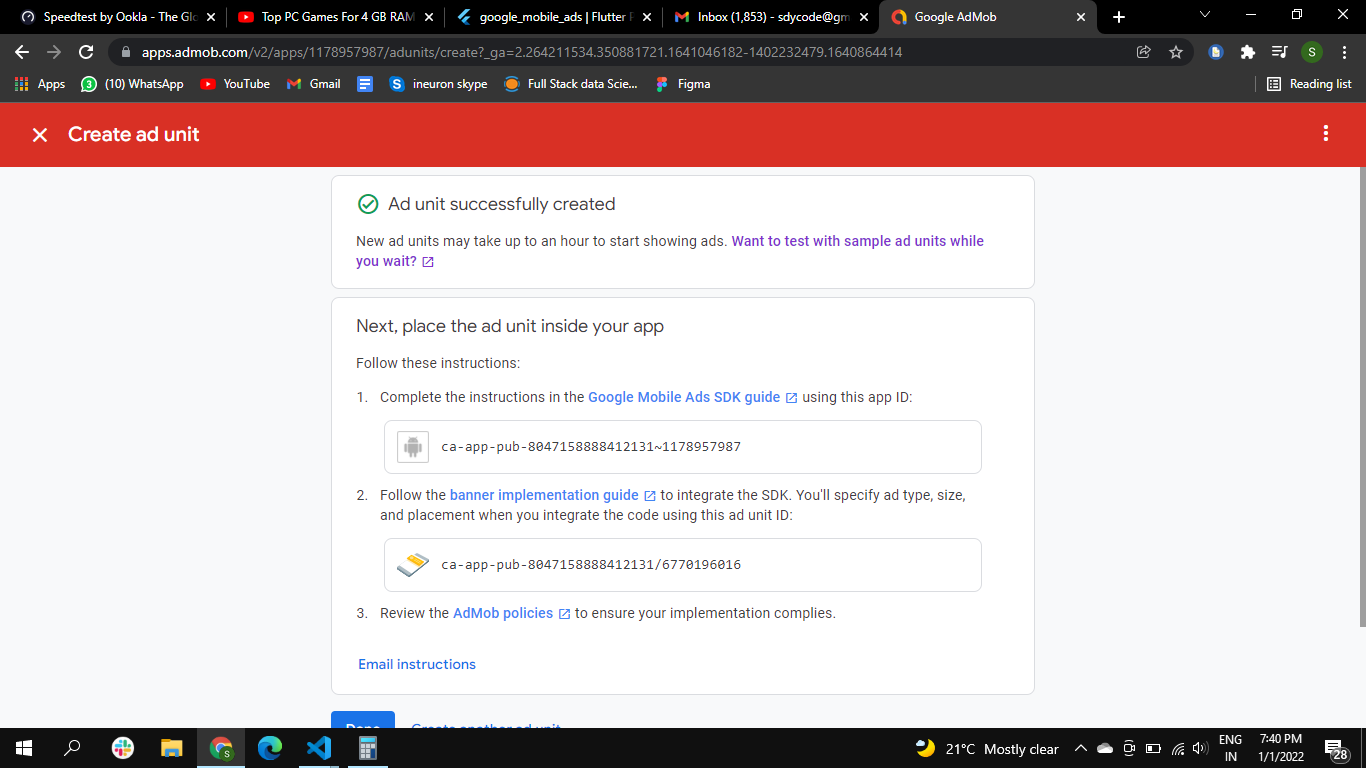 Speedtest by Ookla - The Glo
Top PC Games For 4 GB RAM
google_mobile_ads | Flutter P
Inbox (1,853) - sdycode@gm
Google AdMob
apps.admob.com/v2/apps/1178957987/adunits/create?_ga=2.264211534.350881721.1641046182-1402232479.1640864414
S
Apps
3
(10) WhatsApp
YouTube
Gmail
S
ineuron skype
Full Stack data Scie...
Figma
Reading list
Create ad unit
Ad unit successfully created
New ad units may take up to an hour to start showing ads. Want to test with sample ad units while
you wait?
Next, place the ad unit inside your app
Follow these instructions:
1. Complete the instructions in the Google Mobile Ads SDK guide using this app ID:
ca-app-pub-8047158888412131~1178957987
2. Follow the banner implementation guide to integrate the SDK. You'll specify ad type, size,
and placement when you integrate the code using this ad unit ID:
ca-app-pub-8047158888412131/6770196016
3. Review the AdMob policies to ensure your implementation complies.
Email instructions
Done
Create another ad unit
S
21°C Mostly clear
ENG
IN
7:40 PM
1/1/2022
28